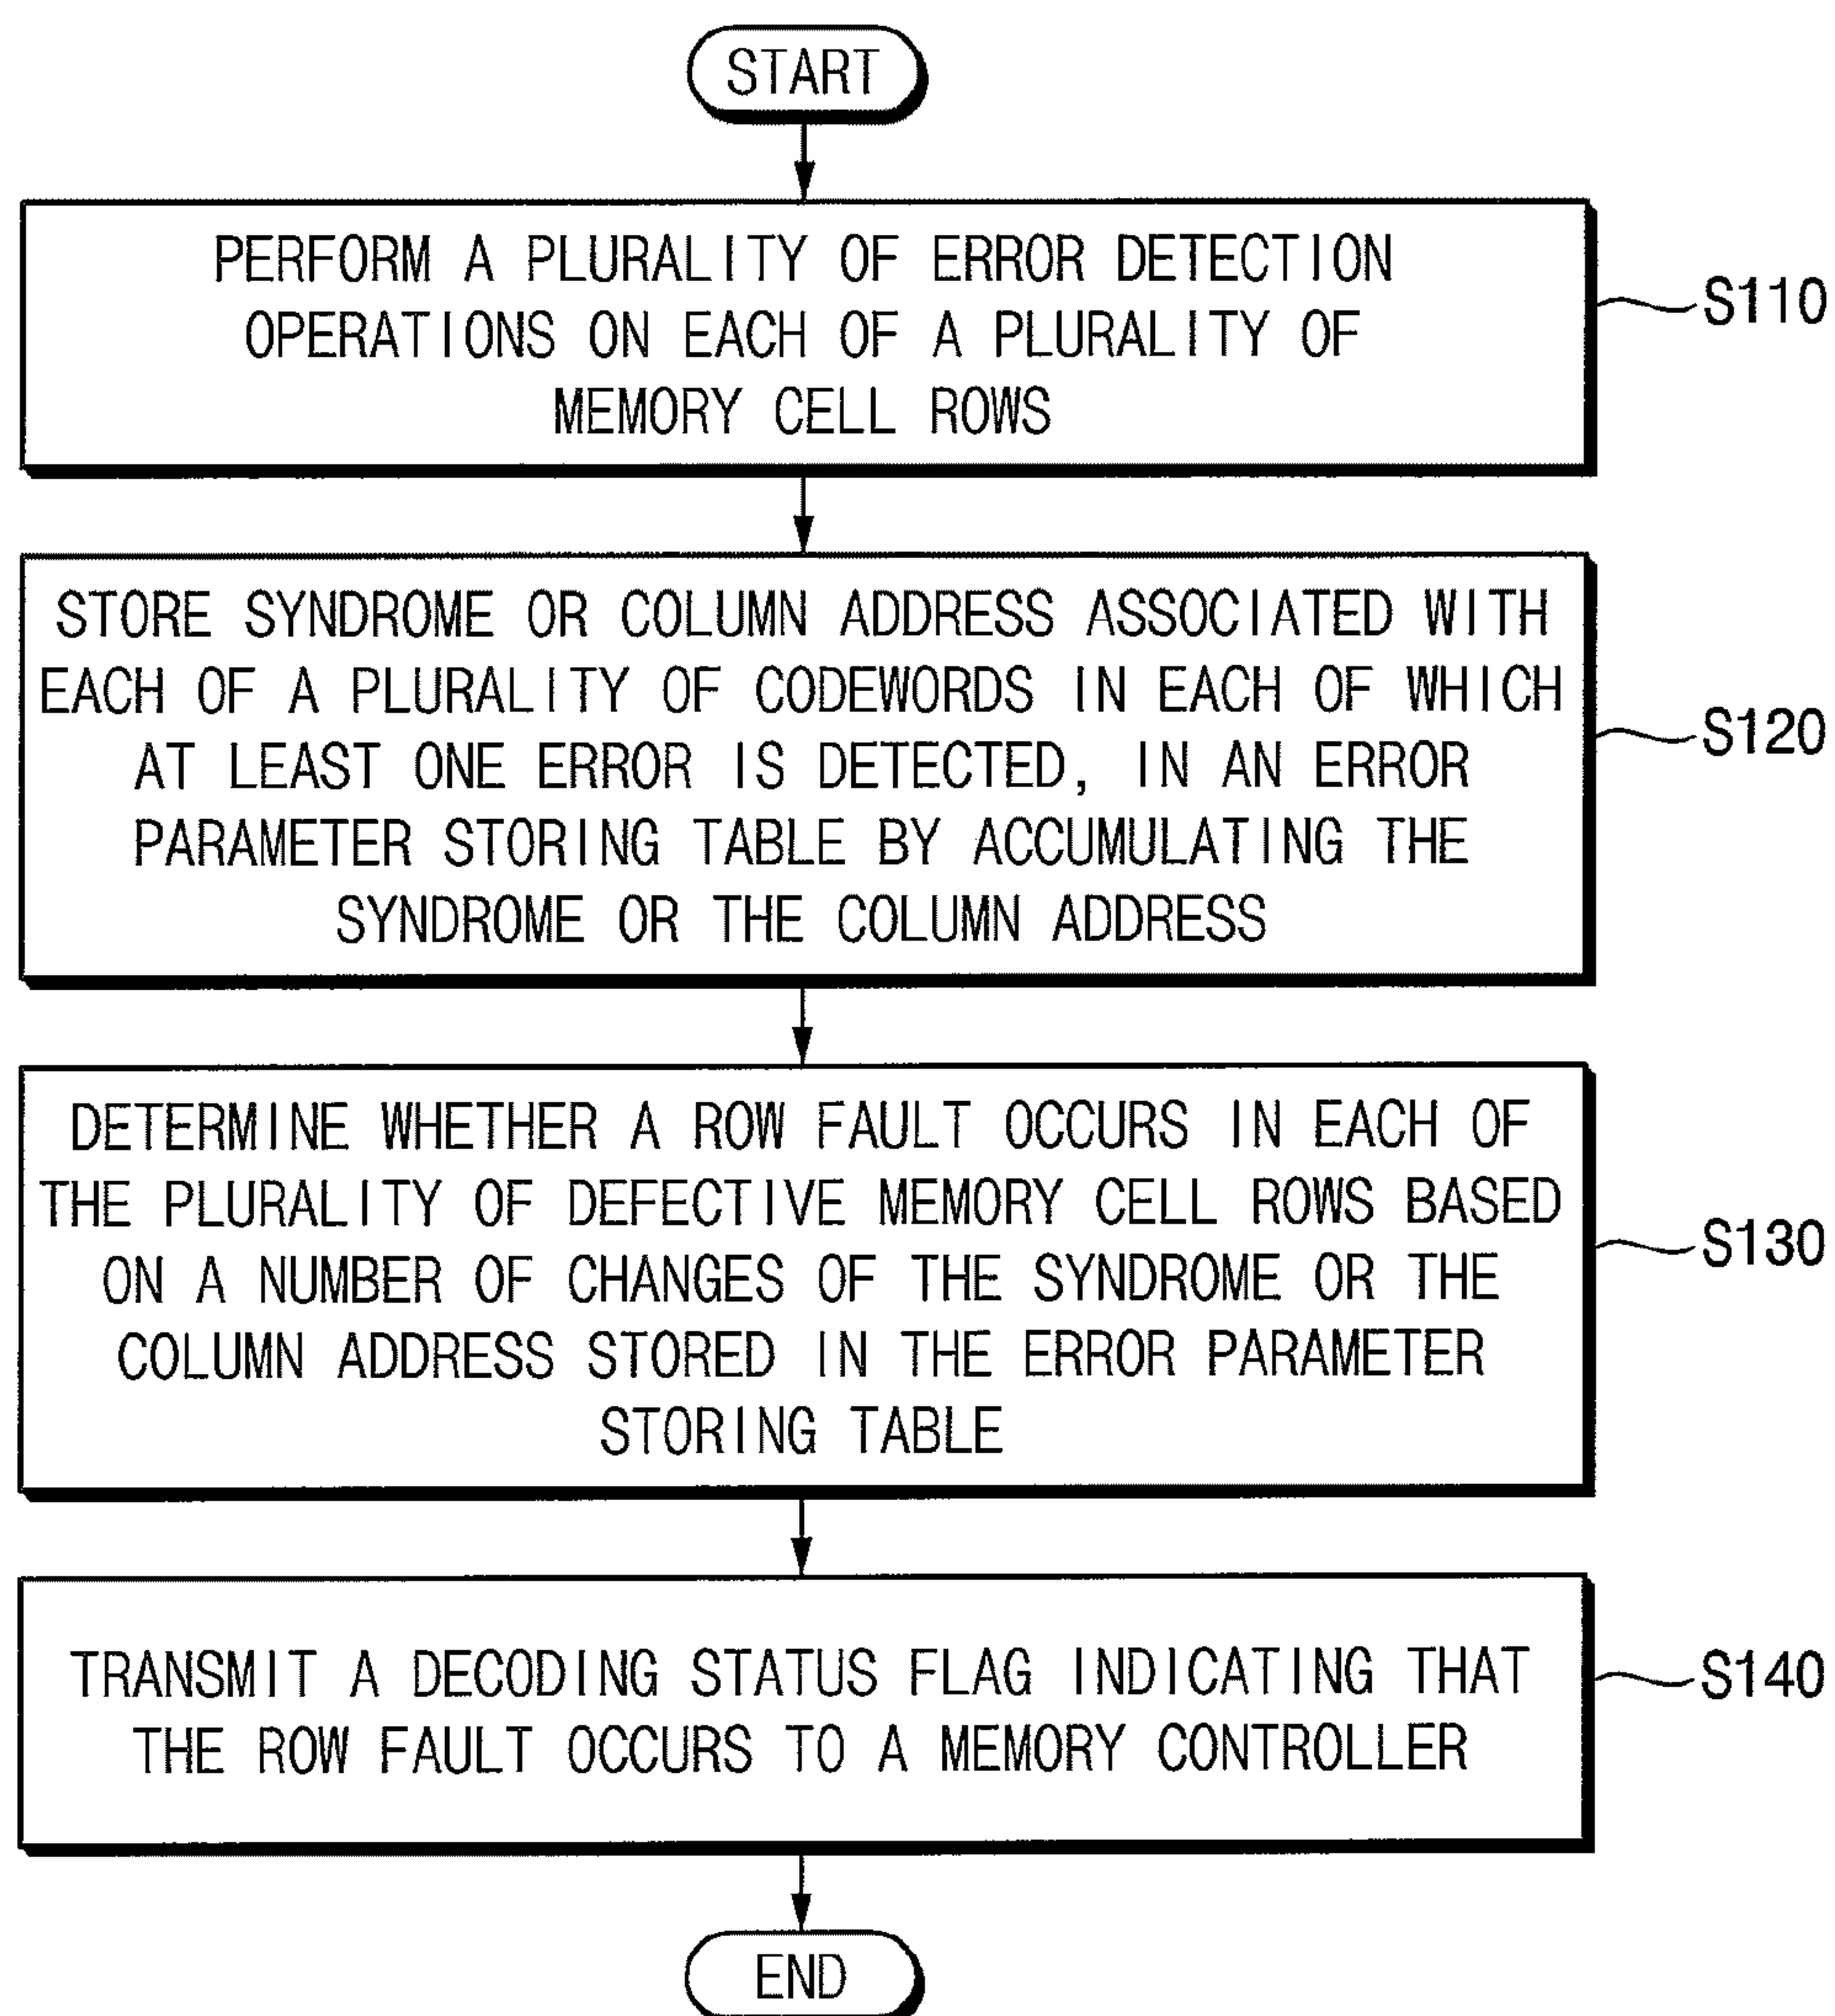 START
PERFORM A PLURALITY OF ERROR DETECTION
OPERATIONS ON EACH OF A PLURALITY OF
MEMORY CELL ROWS
S110
STORE SYNDROME OR COLUMN ADDRESS ASSOCIATED WITH
EACH OF A PLURALITY OF CODEWORDS IN EACH OF WHICH
AT LEAST ONE ERROR IS DETECTED, IN AN ERROR
PARAMETER STORING TABLE BY ACCUMULATING THE
SYNDROME OR THE COLUMN ADDRESS
S120
DETERMINE WHETHER A ROW FAULT OCCURS IN EACH OF
THE PLURALITY OF DEFECTIVE MEMORY CELL ROWS BASED
ON A NUMBER OF CHANGES OF THE SYNDROME OR THE
COLUMN ADDRESS STORED IN THE ERROR PARAMETER
STORING TABLE
S130
TRANSMIT A DECODING STATUS FLAG INDICATING THAT
THE ROW FAULT OCCURS TO A MEMORY CONTROLLER
S140
END